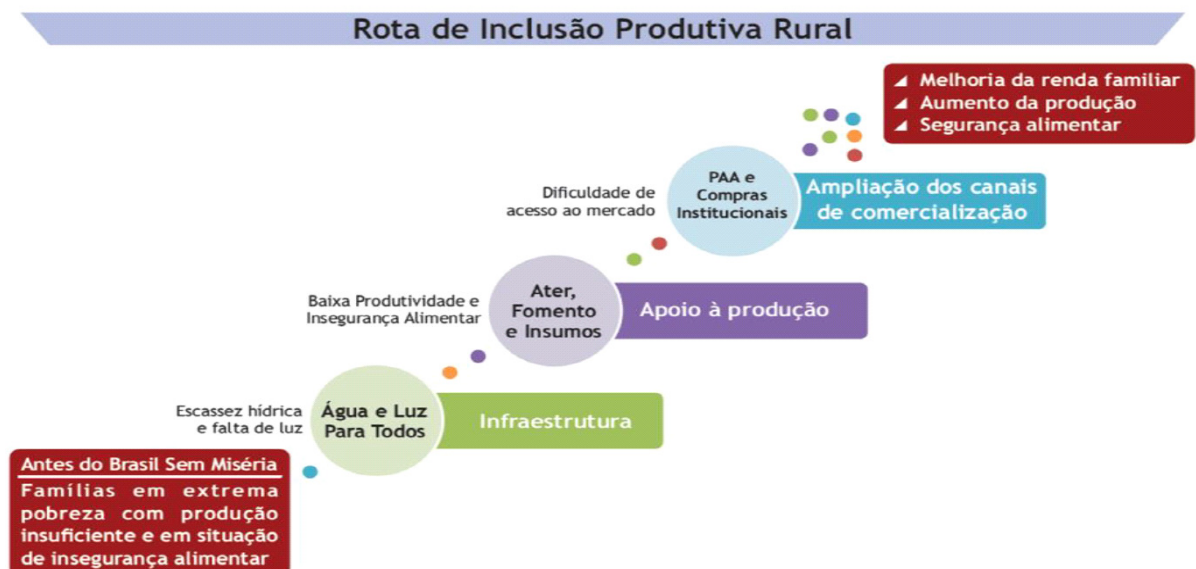 Rota de Inclusão Produtiva Rural
Melhoria da renda familiar
Aumento da produção
Segurança alimentar
Dificuldade de
acesso ao mercado
PAA e
Compras
Institucionais
Ampliação dos canais
de comercialização
Baixa Produtividade e
Insegurança Alimentar
Ater,
Fomento
e Insumos
Apoio à produção
Escassez hídrica
e falta de luz
Água e Luz
Para Todos
Infraestrutura
Antes do Brasil Sem Miséria
Famílias em extrema
pobreza com produção
insuficiente e em situação
de insegurança alimentar